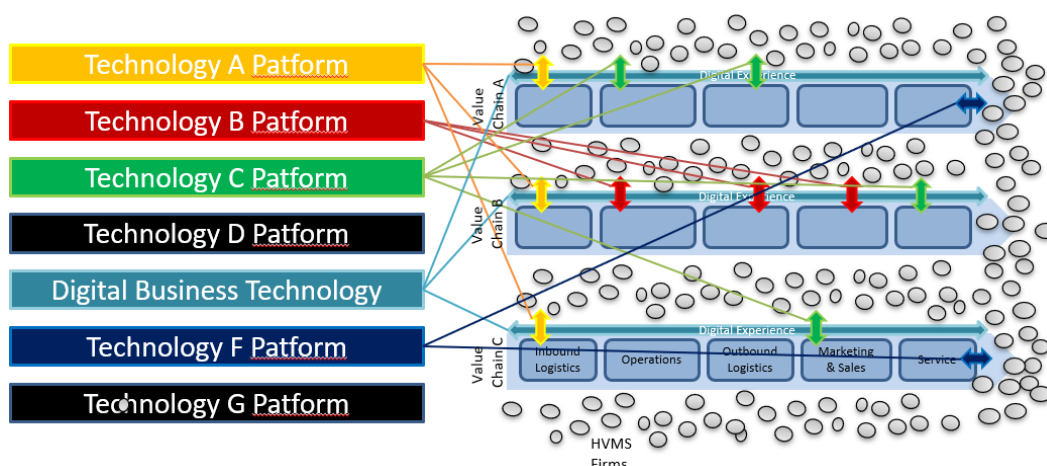 Technology A Patform
Technology B Patform
Technology C Patform
Technology D Patform
Digital Business Technology
Technology F Patform
Technology G Patform
Value
Chain A
Digital Experience
Value
Chain B
Digital Experience
Value
Chain C
Digital Experience
Inbound
Logistics
Operations
Outbound
Logistics
Marketing
& Sales
Service
HVMS
Firms